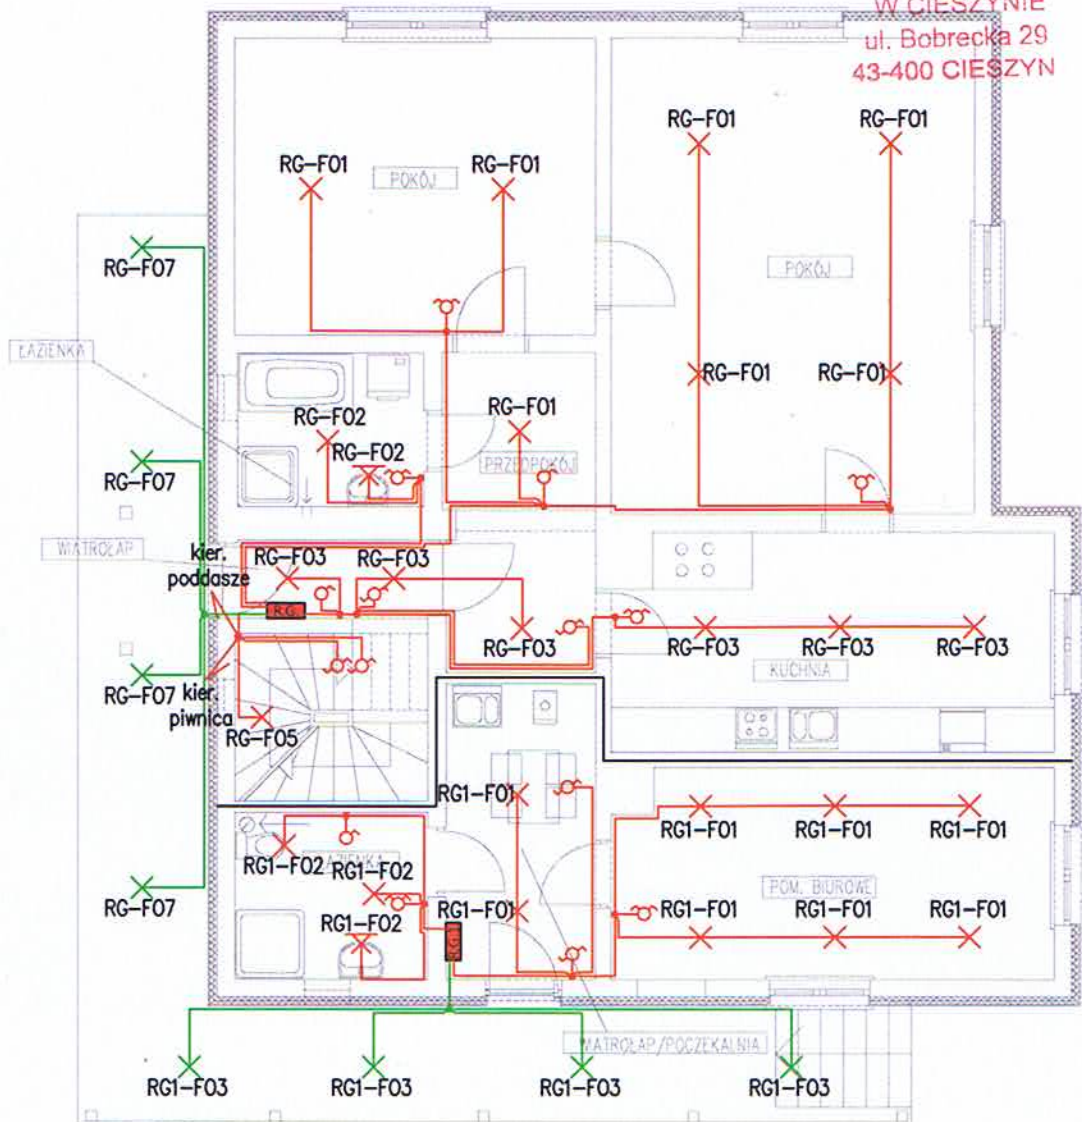 W CIESZYNIE
ul. Bobrecka 29
43-400 CIESZYN
RG-F01
RG-F01
RG-F01
RG-F01
POKÓJ
RG-F07
POKÓJ
ŁAZIENKA
RG-F01
RG-F01
RG-F01
RG-F02
RG-F02
PRZEDPOKÓJ
RG-F07
WIATROŁAP
kier.
poddasze
RG-F03
RG-F03
R.G.
RG-F03
RG-F03
RG-F03
RG-F03
KUCHNIA
RG-F07
kier.
piwnica
RG-F05
RG1-F01
RG1-F01
RG1-F01
RG1-F01
RG1-F02
ŁAZIENKA
RG1-F02
POM. BIUROWE
RG-F07
RG1-F02
RG1-F01
RG1-F01
RG1-F01
RG1-F01
WIATROŁAP/POCZEKALNIA
RG1-F03
RG1-F03
RG1-F03
RG1-F03